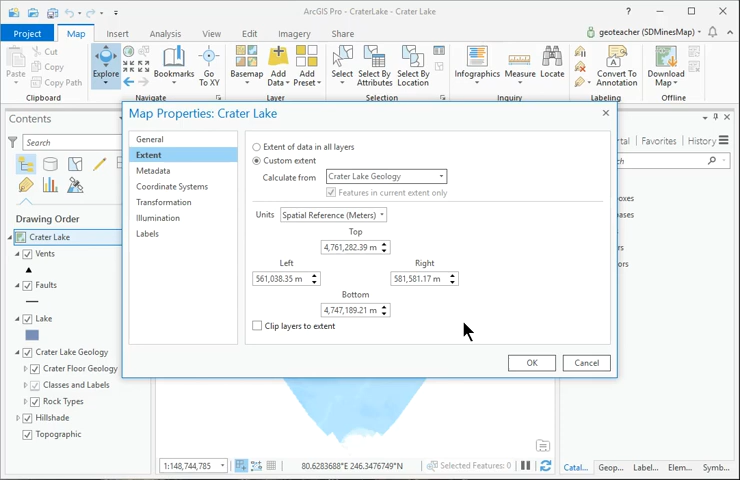 ArcGIS Pro - CraterLake - Crater Lake
Project Map Insert Analysis View Edit Imagery Share geoteacher (SDMinesMap)
Paste Cut Copy Copy Path
Explore Bookmarks Go To XY
Basemap Add Data Add Preset
Select Select By Attributes Select By Location
Infographics Measure Locate
Convert To Annotation
Download Map
Clipboard Navigate Layer Selection Inquiry Labeling Offline
Contents
Search
Drawing Order
Crater Lake
Vents
Faults
Lake
Crater Lake Geology
Crater Floor Geology
Classes and Labels
Rock Types
Hillshade
Topographic
Map Properties: Crater Lake
General
Extent
Metadata
Coordinate Systems
Transformation
Illumination
Labels
Extent of data in all layers
Custom extent
Calculate from Crater Lake Geology
Features in current extent only
Units Spatial Reference (Meters)
Top
4,761,282.39 m
Left Right
561,038.35 m 581,581.17 m
Bottom
4,747,189.21 m
Clip layers to extent
OK Cancel
Favorites History
1:148,744,785 80.6283688°E 246.3476749°N Selected Features: 0
Catal... Geop... Label... Elem... Symb...